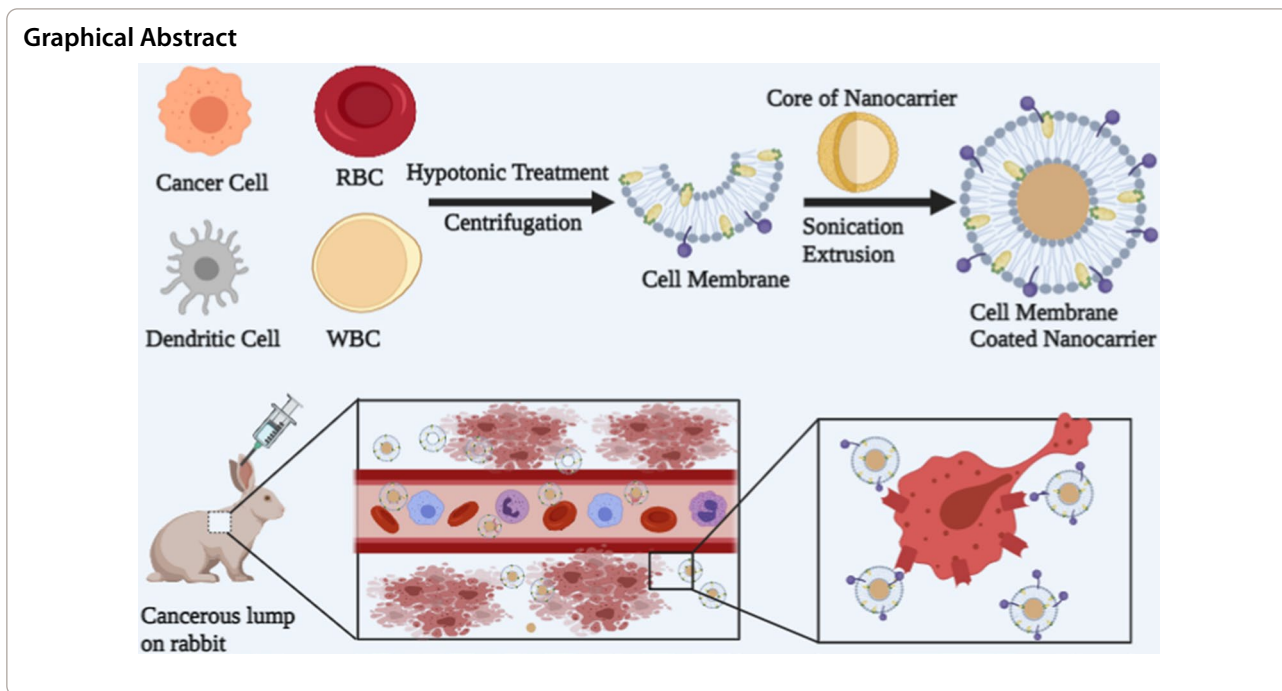 Graphical Abstract
Cancer Cell
RBC
Hypotonic Treatment
Centrifugation
Core of Nanocarrier
Cell Membrane
Sonication
Extrusion
Cell Membrane
Coated Nanocarrier
Dendritic Cell
WBC
Cancerous lump
on rabbit